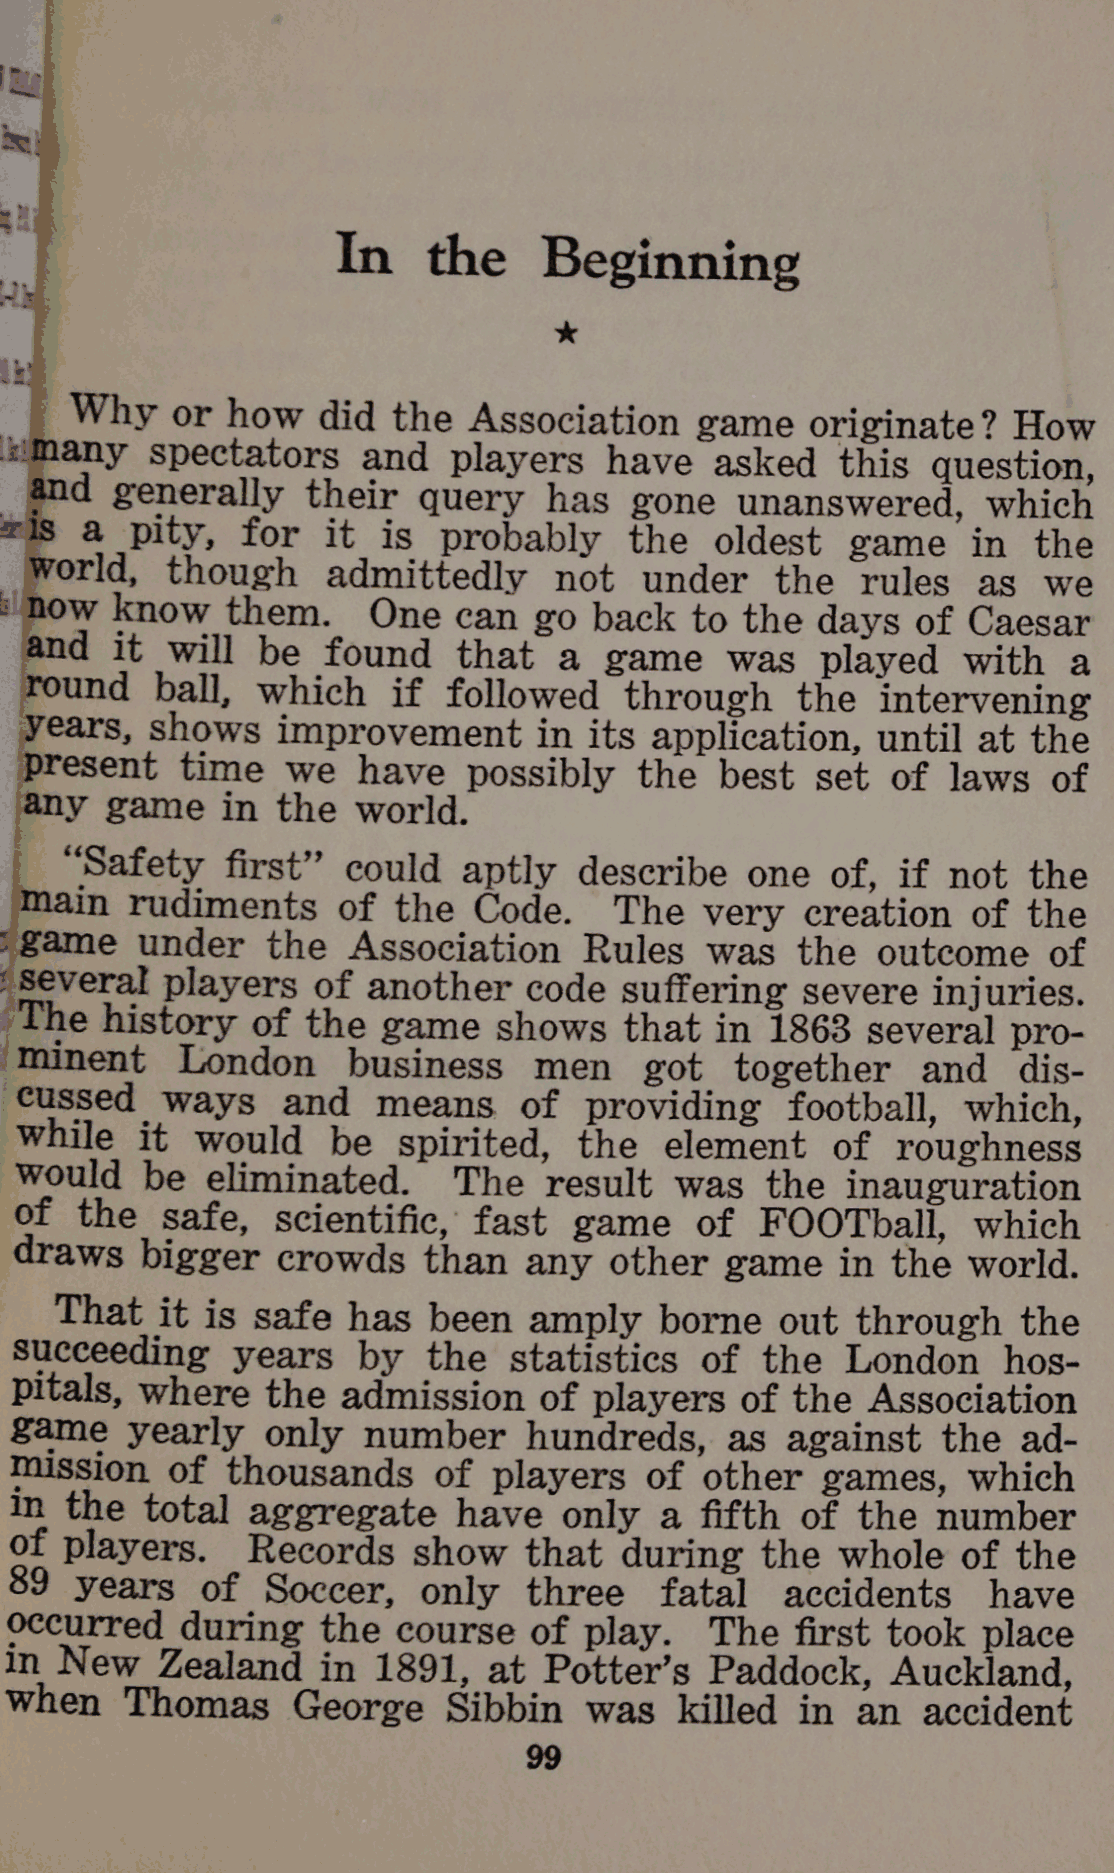 In the Beginning
★
Why or how did the Association game originate? How
many spectators and players have asked this question,
and generally their query has gone unanswered, which
is a pity, for it is probably the oldest game in the
world, though admittedly not under the rules as we
now know them. One can go back to the days of Caesar
and it will be found that a game was played with a
round ball, which if followed through the intervening
years, shows improvement in its application, until at the
present time we have possibly the best set of laws of
any game in the world.
“Safety first” could aptly describe one of, if not the
main rudiments of the Code. The very creation of the
game under the Association Rules was the outcome of
several players of another code suffering severe injuries.
The history of the game shows that in 1863 several pro-
minent London business men got together and dis-
cussed ways and means of providing football, which,
while it would be spirited, the element of roughness
would be eliminated. The result was the inauguration
of the safe, scientific, fast game of FOOTball, which
draws bigger crowds than any other game in the world.
That it is safe has been amply borne out through the
succeeding years by the statistics of the London hos-
pitals, where the admission of players of the Association
game yearly only number hundreds, as against the ad-
mission of thousands of players of other games, which
in the total aggregate have only a fifth of the number
of players. Records show that during the whole of the
89 years of Soccer, only three fatal accidents have
occurred during the course of play. The first took place
in New Zealand in 1891, at Potter's Paddock, Auckland,
when Thomas George Sibbin was killed in an accident
99